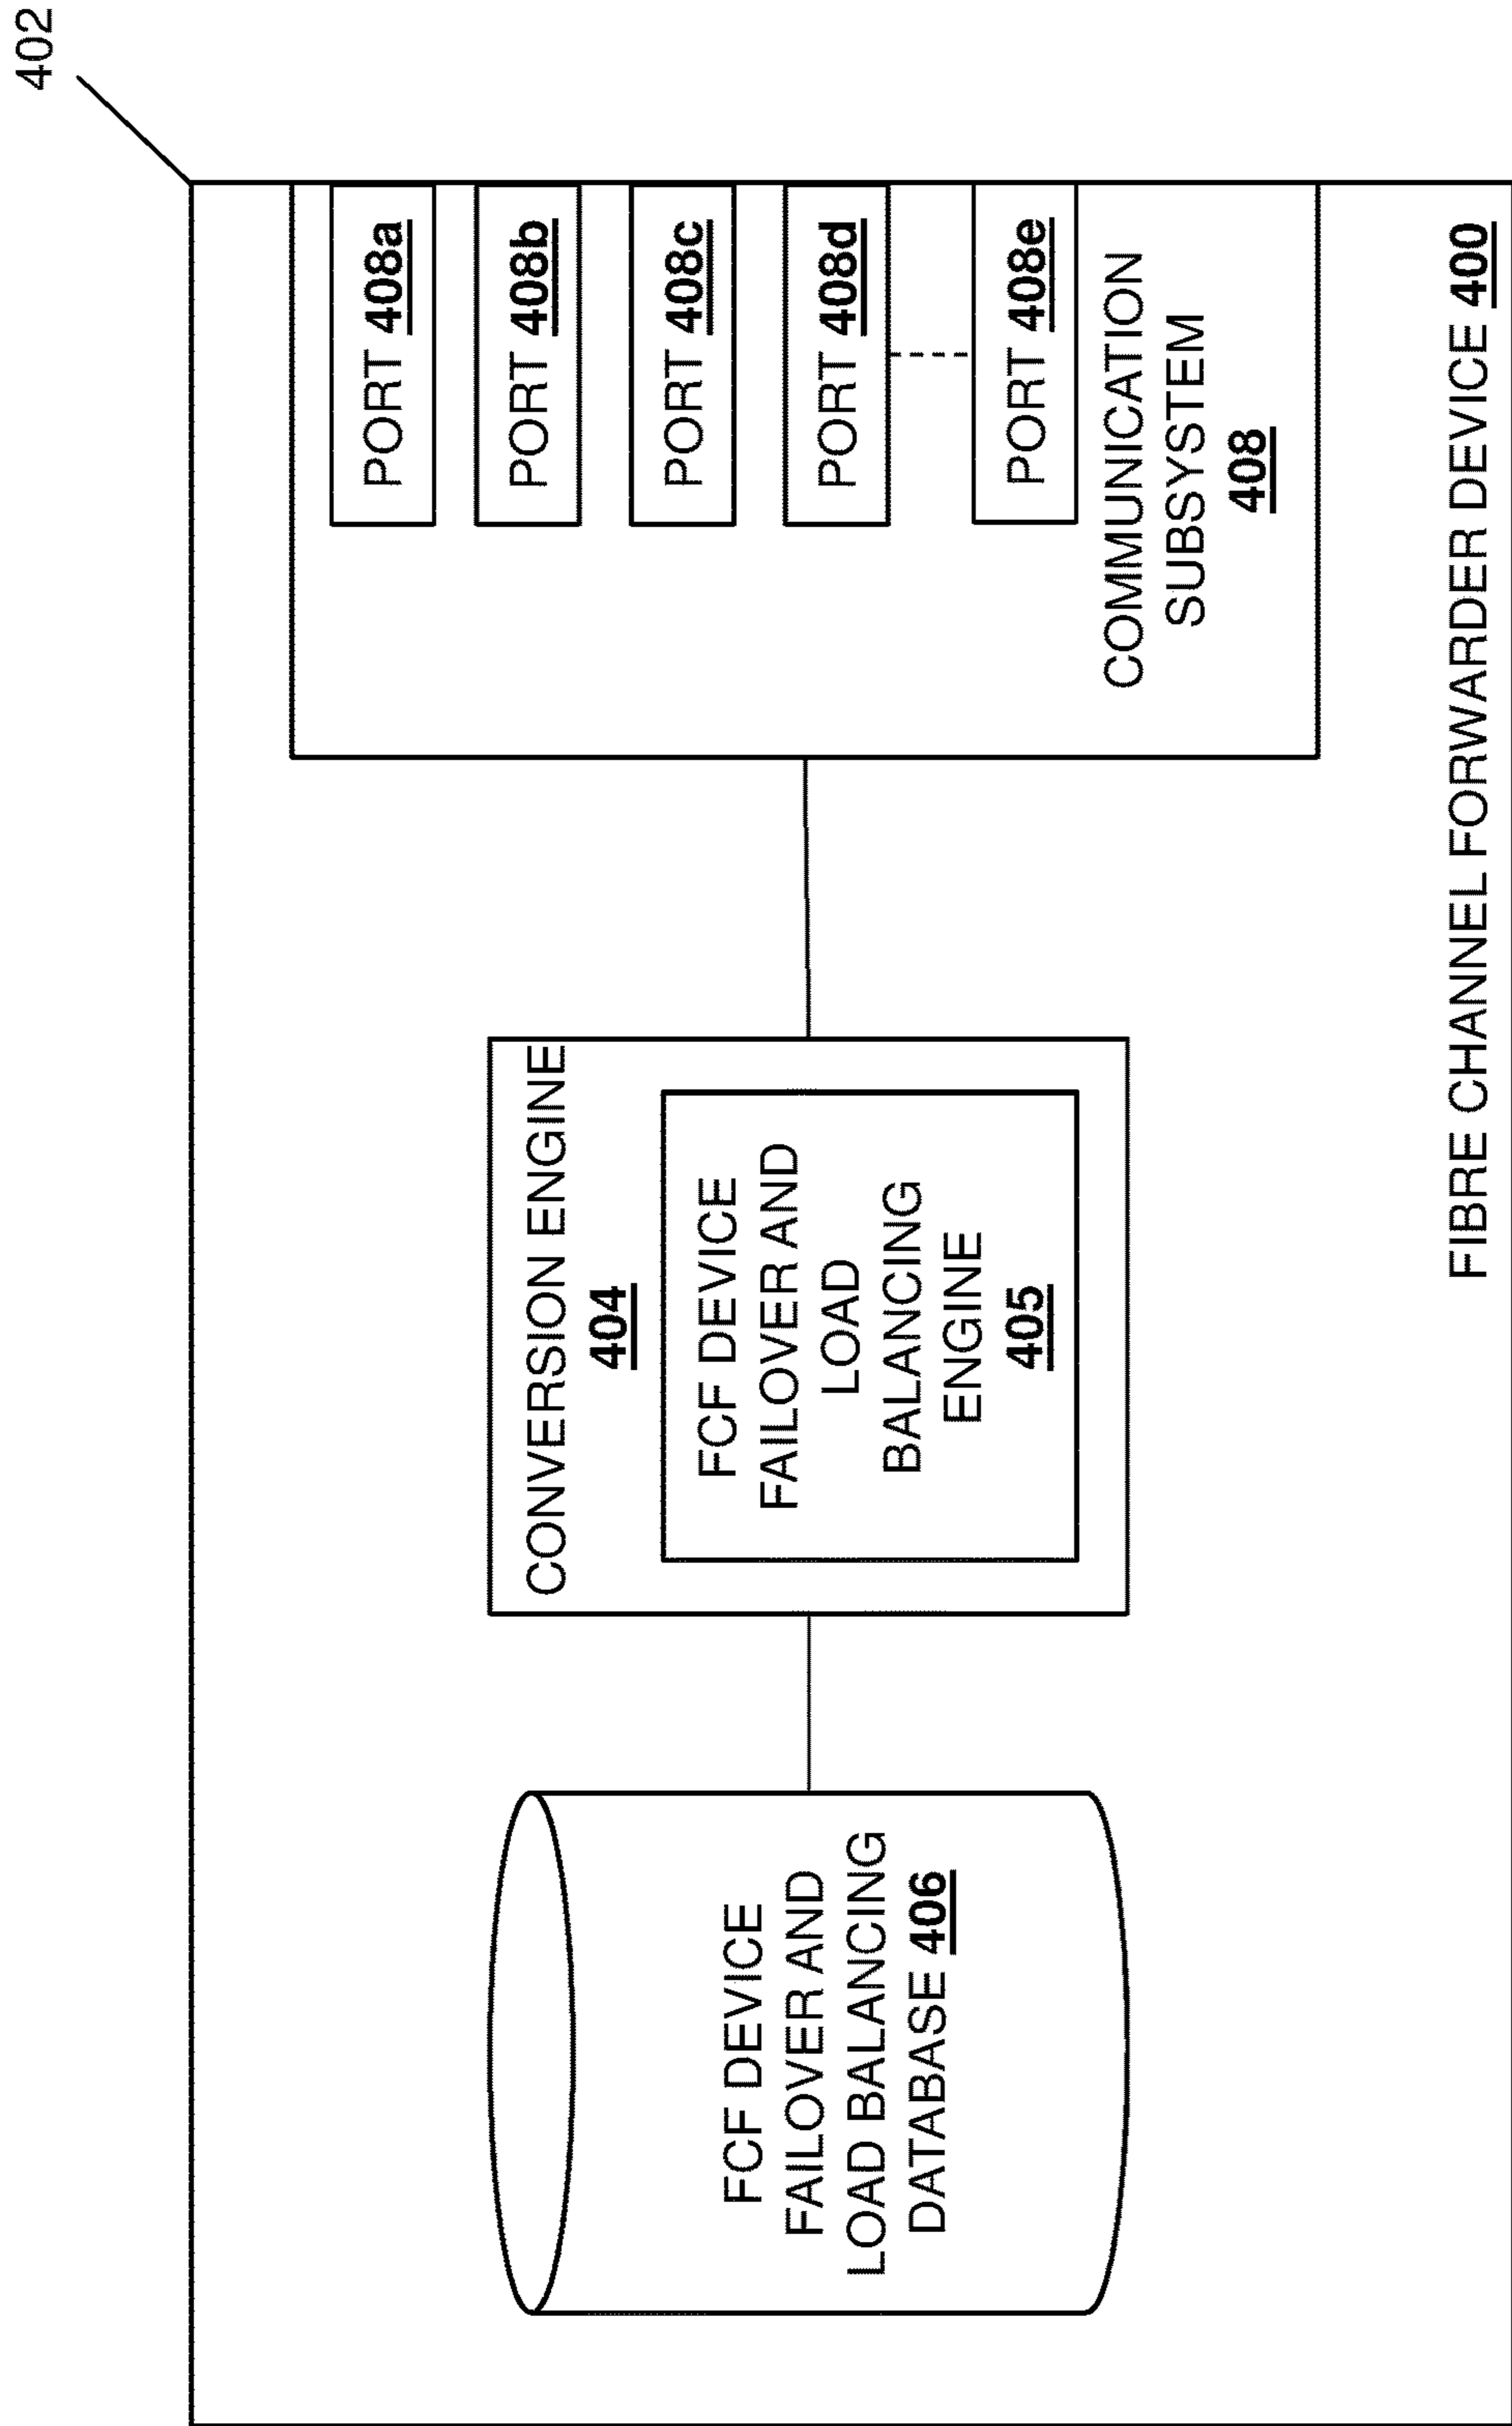 402
PORT 408a
PORT 408b
PORT 408c
PORT 408d
PORT 408e
COMMUNICATION
SUBSYSTEM
408
CONVERSION ENGINE
404
FCF DEVICE
FAILOVER AND
LOAD
BALANCING
ENGINE
405
FCF DEVICE
FAILOVER AND
LOAD BALANCING
DATABASE 406
FIBRE CHANNEL FORWARDER DEVICE 400